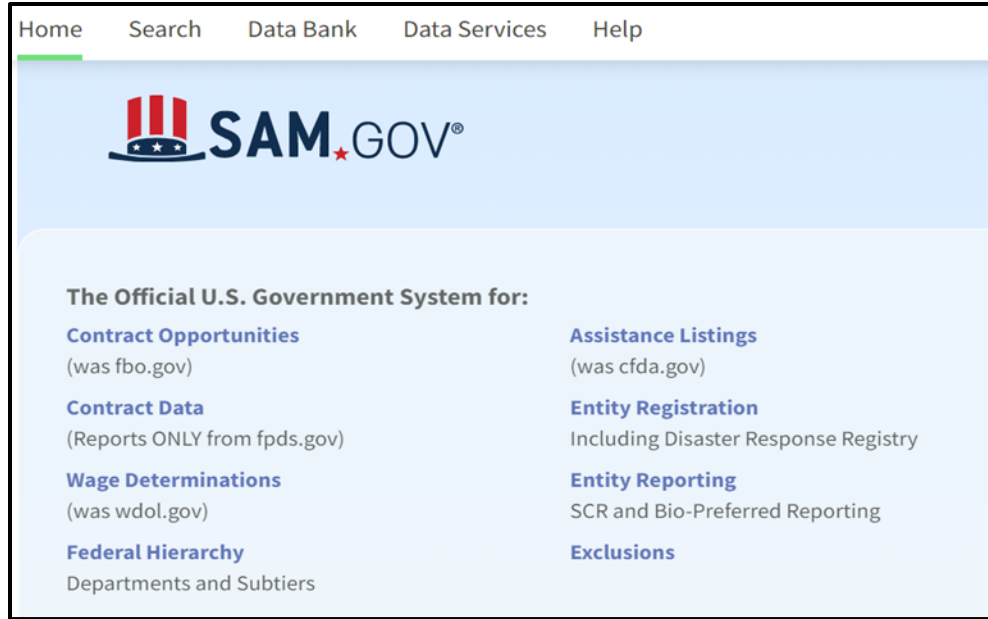 Home Search Data Bank Data Services Help
SAM.GOV®
The Official U.S. Government System for:
Contract Opportunities
(was fbo.gov)
Contract Data
(Reports ONLY from fpds.gov)
Wage Determinations
(was wdol.gov)
Federal Hierarchy
Departments and Subtiers
Assistance Listings
(was cfda.gov)
Entity Registration
Including Disaster Response Registry
Entity Reporting
SCR and Bio-Preferred Reporting
Exclusions